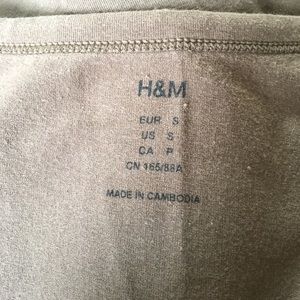 H&M
EUR S
US S
CA P
CN 165/88A
MADE IN CAMBODIA